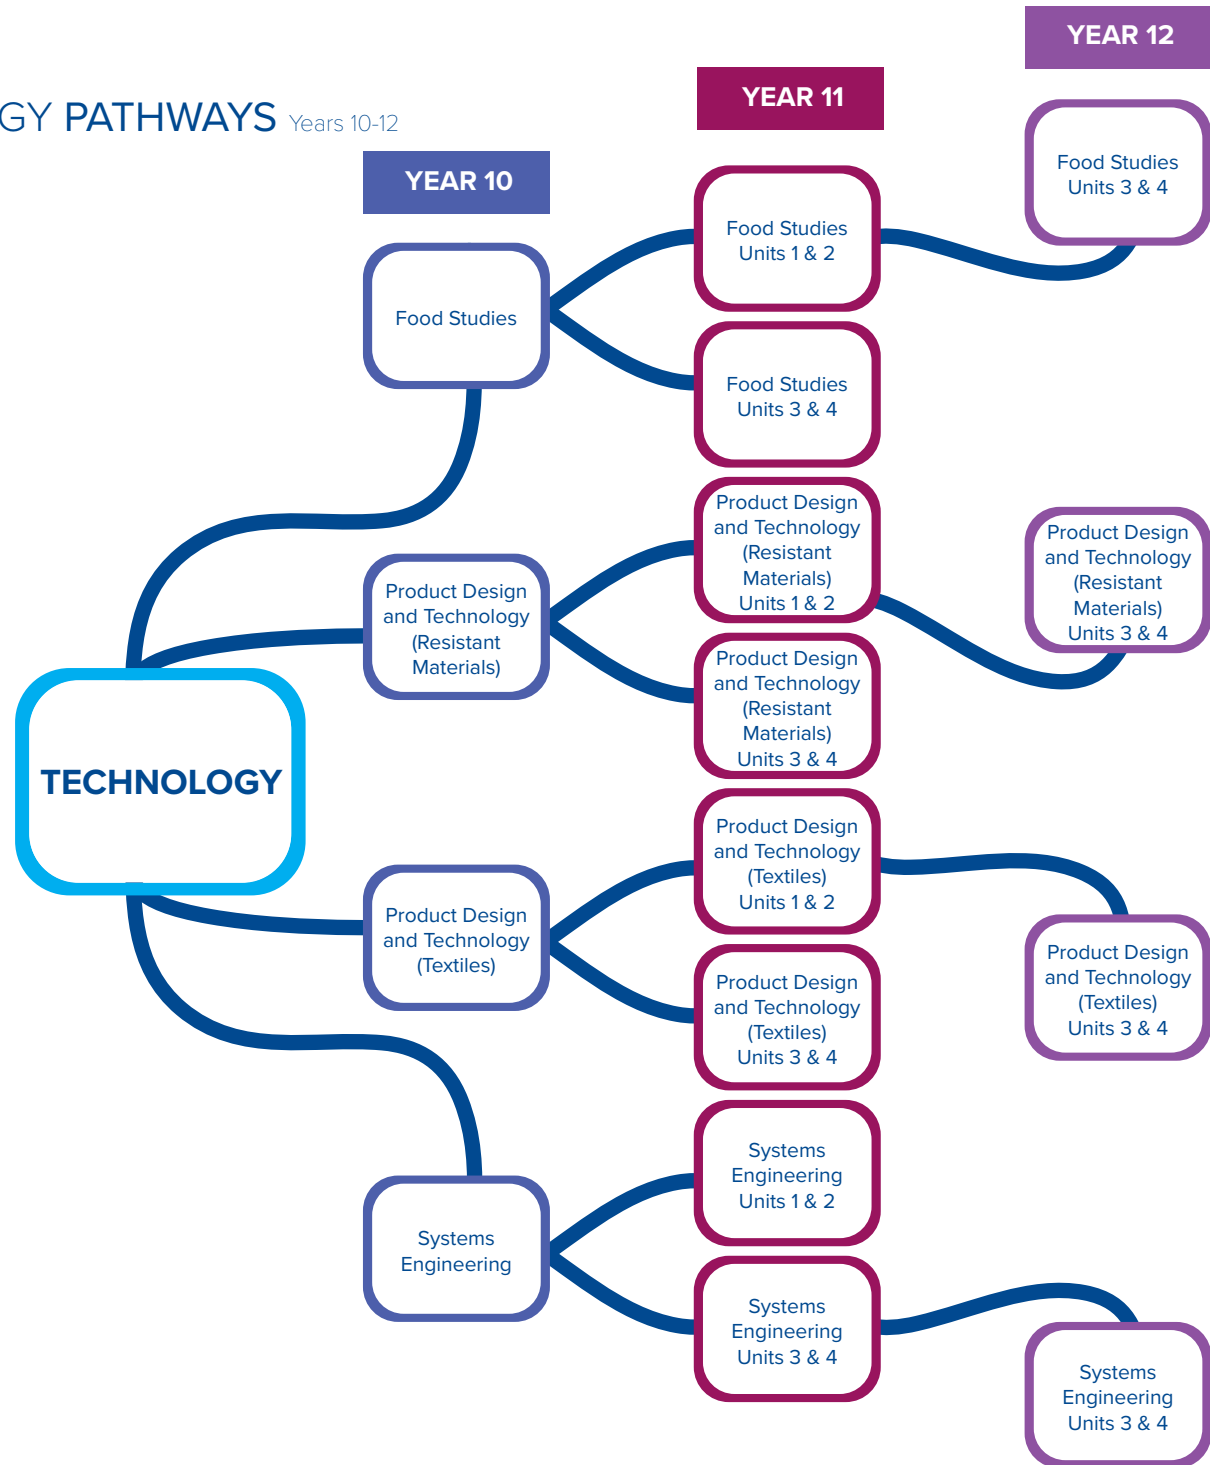 GY PATHWAYS Years 10-12
YEAR 10
YEAR 11
YEAR 12
TECHNOLOGY
Food Studies
Product Design
and Technology
(Resistant
Materials)
Product Design
and Technology
(Textiles)
Systems
Engineering
Food Studies
Units 1 & 2
Food Studies
Units 3 & 4
Product Design
and Technology
(Resistant
Materials)
Units 1 & 2
Product Design
and Technology
(Resistant
Materials)
Units 3 & 4
Product Design
and Technology
(Textiles)
Units 1 & 2
Product Design
and Technology
(Textiles)
Units 3 & 4
Systems
Engineering
Units 1 & 2
Systems
Engineering
Units 3 & 4
Food Studies
Units 3 & 4
Product Design
and Technology
(Resistant
Materials)
Units 3 & 4
Product Design
and Technology
(Textiles)
Units 3 & 4
Systems
Engineering
Units 3 & 4